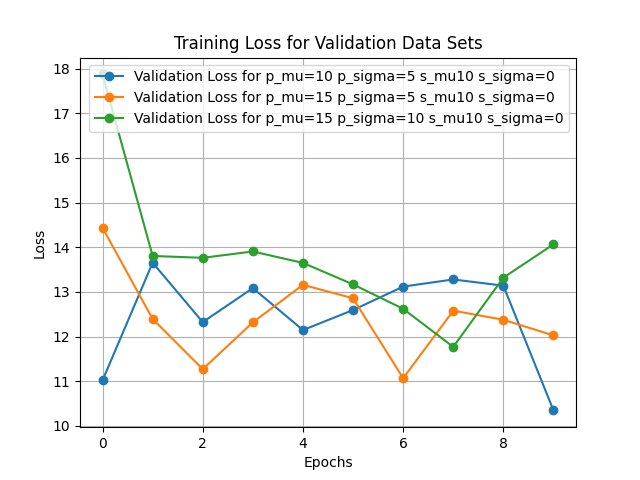 Training Loss for Validation Data Sets
Validation Loss for p_mu=10 p_sigma=5 s_mu10 s_sigma=0
Validation Loss for p_mu=15 p_sigma=5 s_mu10 s_sigma=0
Validation Loss for p_mu=15 p_sigma=10 s_mu10 s_sigma=0
18
17
16
15
14
13
12
11
10
Loss
0 2 4 6 8
Epochs